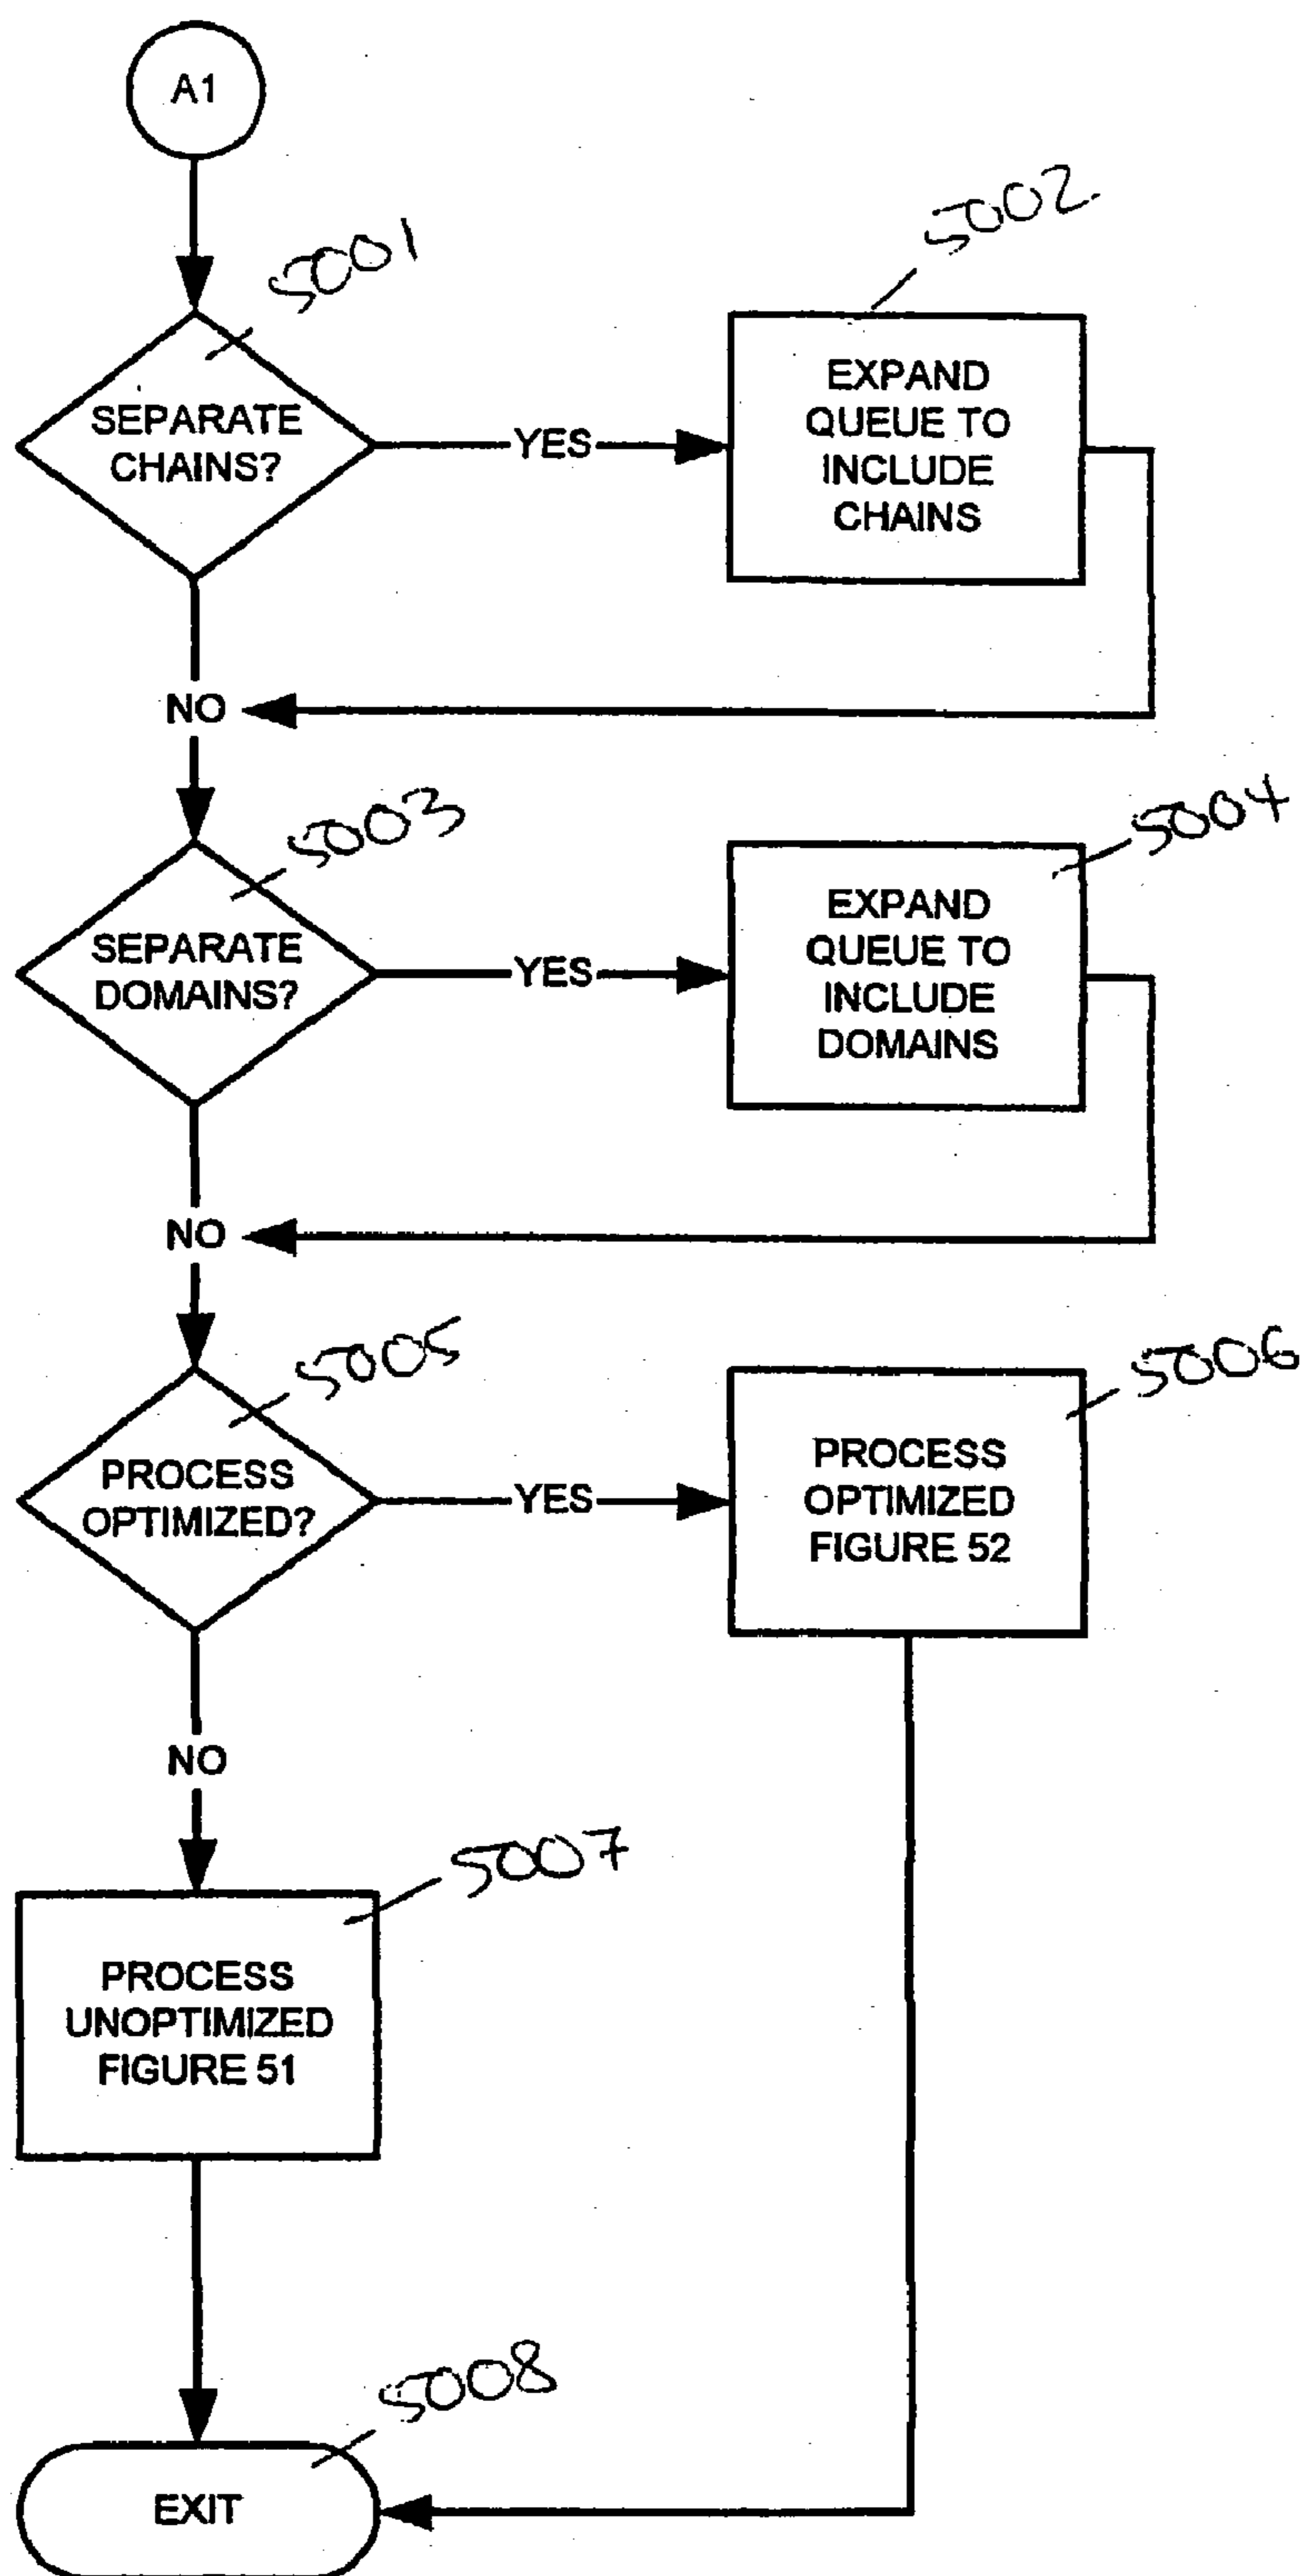 A1
5001
5002
SEPARATE
CHAINS?
YES
EXPAND
QUEUE TO
INCLUDE
CHAINS
NO
5003
5004
SEPARATE
DOMAINS?
YES
EXPAND
QUEUE TO
INCLUDE
DOMAINS
NO
5005
5006
PROCESS
OPTIMIZED?
YES
PROCESS
OPTIMIZED
FIGURE 52
NO
5007
PROCESS
UNOPTIMIZED
FIGURE 51
5008
EXIT